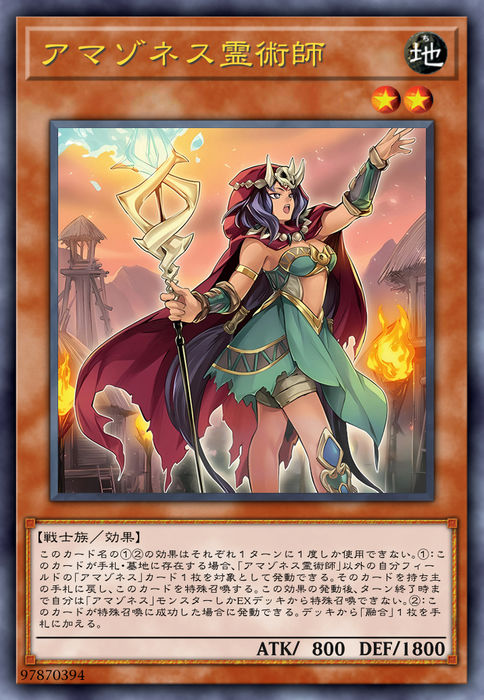 アマゾネス霊術師
地
【戦士族／効果】
このカード名の①②の効果はそれぞれ１ターンに１度しか使用できない。①：こ
のカードが手札・墓地に存在する場合、「アマゾネス霊術師」以外の自分フィー
ルドの「アマゾネス」カード１枚を対象として発動できる。そのカードを持ち主
の手札に戻し、このカードを特殊召喚する。この効果の発動後、ターン終了時ま
で自分は「アマゾネス」モンスターしかEXデッキから特殊召喚できない。②：こ
のカードが特殊召喚に成功した場合に発動できる。デッキから「融合」１枚を手
札に加える。
ATK/ 800 DEF/1800
97870394